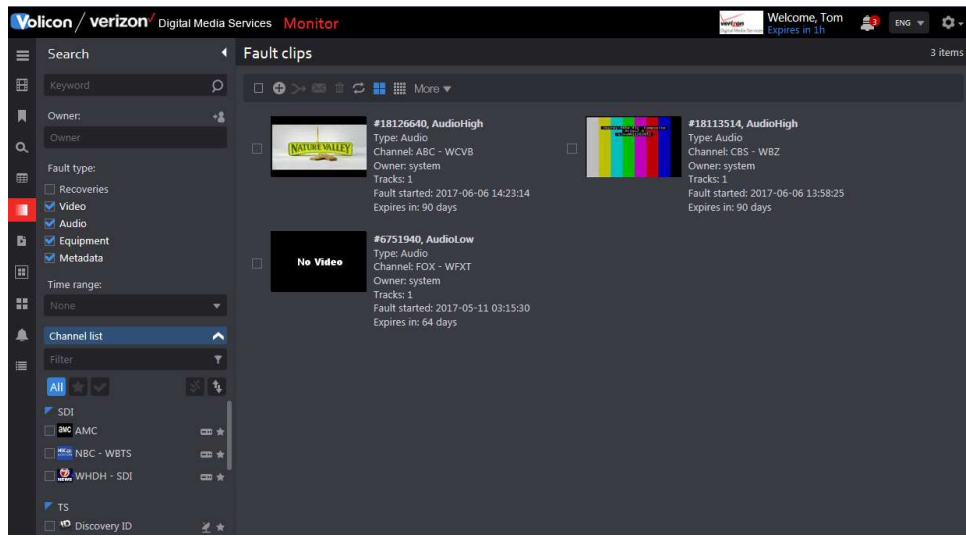 Volicon / verizon✓ Digital Media Services Monitor
Welcome, Tom
Expires in 1h
3
ENG
Search
Fault clips
3 items
Keyword
More
Owner:
Owner
Fault type:
Recoveries
Video
Audio
Equipment
Metadata
Time range:
None
Channel list
Filter
All
SDI
AMC
NBC - WBTS
WHDH - SDI
TS
Discovery ID
NATURE VALLEY
#18126640, AudioHigh
Type: Audio
Channel: ABC - WCVB
Owner: system
Tracks: 1
Fault started: 2017-06-06 14:23:14
Expires in: 90 days
#18113514, AudioHigh
Type: Audio
Channel: CBS - WBZ
Owner: system
Tracks: 1
Fault started: 2017-06-06 13:58:25
Expires in: 90 days
No Video
#6751940, AudioLow
Type: Audio
Channel: FOX - WFXT
Owner: system
Tracks: 1
Fault started: 2017-05-11 03:15:30
Expires in: 64 days